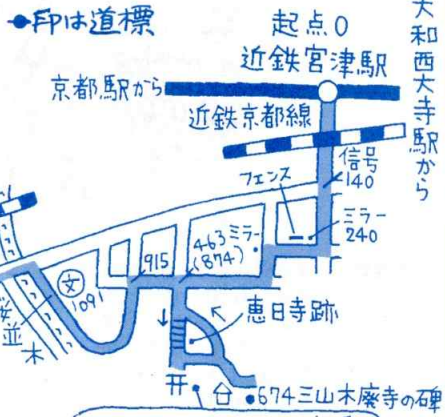 ●印は道標
起点0
近鉄宮津駅
京都駅から
大和西大寺駅から
近鉄京都線
信号
140
フェンス
ミラー
240
463ミラー
(874)
915
文
1091
並木
恵日寺跡
●674三山木廃寺の碑